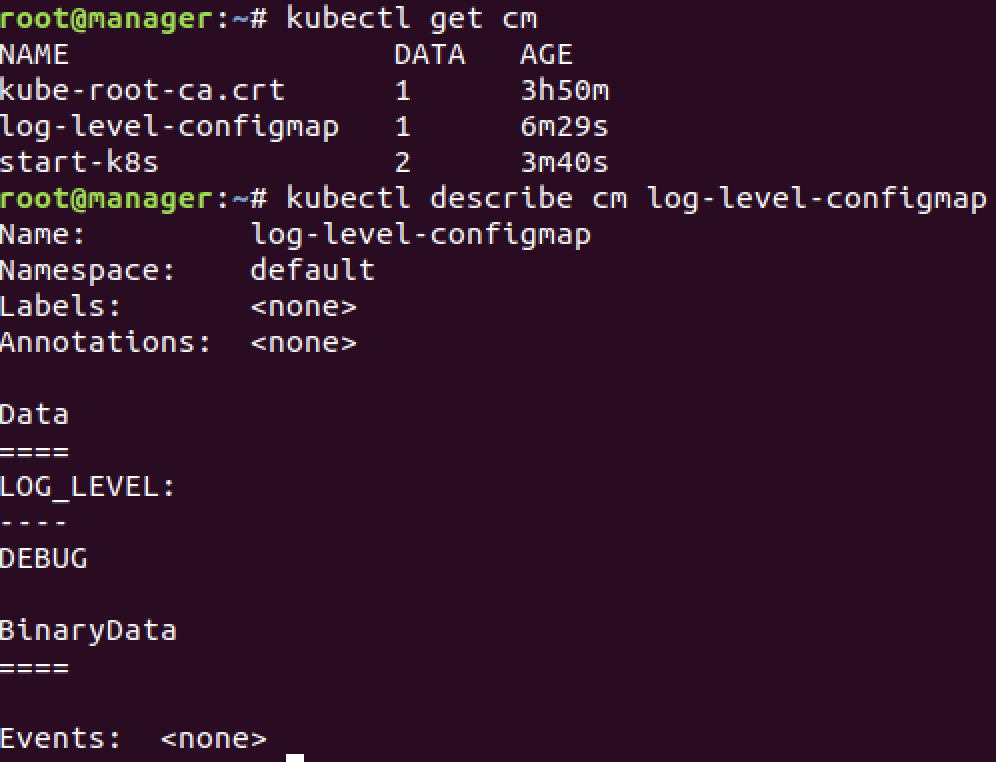 root@manager:~# kubectl get cm
NAME                  DATA   AGE
kube-root-ca.crt      1      3h50m
log-level-configmap   1      6m29s
start-k8s             2      3m40s
root@manager:~# kubectl describe cm log-level-configmap
Name:         log-level-configmap
Namespace:    default
Labels:       <none>
Annotations:  <none>

Data
====
LOG_LEVEL:
----
DEBUG

BinaryData
====

Events:  <none>